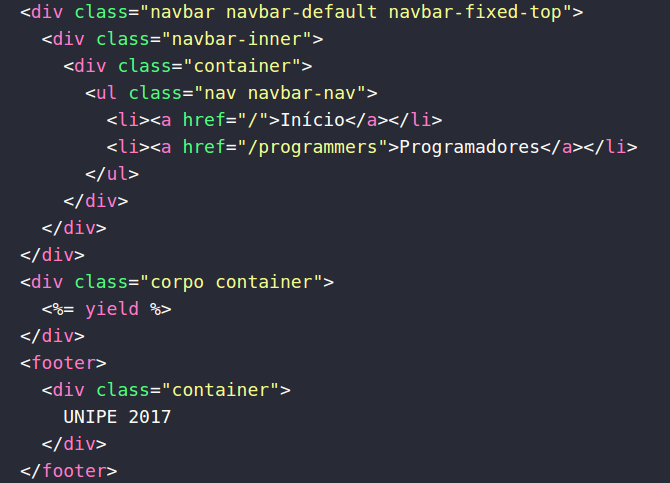 <div class="navbar navbar-default navbar-fixed-top">
  <div class="navbar-inner">
    <div class="container">
      <ul class="nav navbar-nav">
        <li><a href="/">Início</a></li>
        <li><a href="/programmers">Programadores</a></li>
      </ul>
    </div>
  </div>
</div>
<div class="corpo container">
  <%= yield %>
</div>
<footer>
  <div class="container">
    UNIPE 2017
  </div>
</footer>